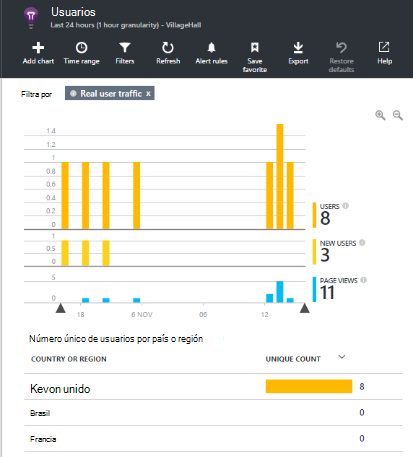 Usuarios
Last 24 hours (1 hour granularity) - VillageHall
Add chart Time range Filters Refresh Alert rules Save favorite Export Restore defaults Help
Filtra por Real user traffic x
1.4
1.2
1
0.8
0.6
0.4
0.2
0
USERS
8
1
0.5
0
NEW USERS
3
5
0
PAGE VIEWS
11
18 6 NOV 06 12
Número único de usuarios por país o región
COUNTRY OR REGION UNIQUE COUNT
Kevon unido 8
Brasil 0
Francia 0